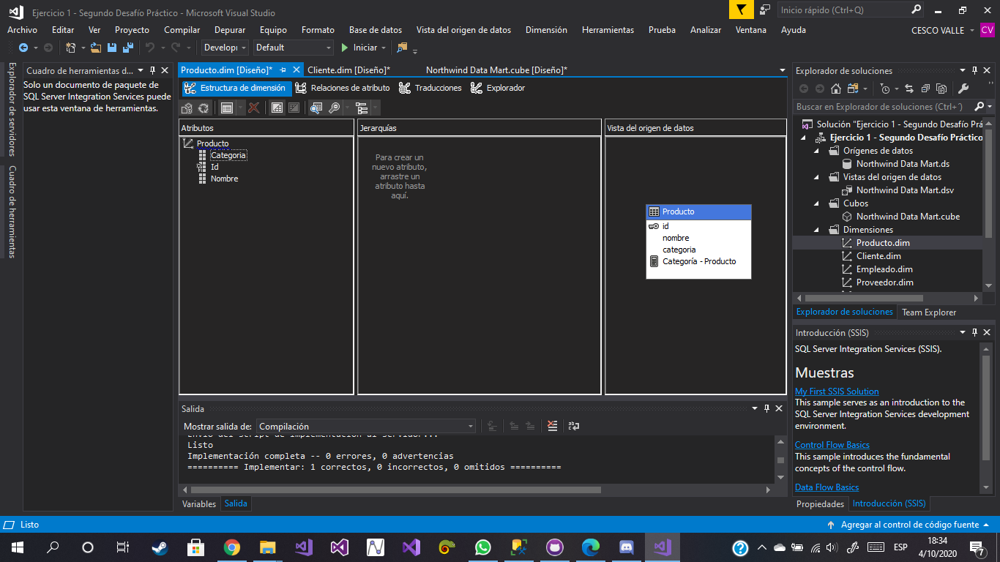 Ejercicio 1 - Segundo Desafío Práctico - Microsoft Visual Studio
Inicio rápido (Ctrl+Q)
Archivo Editar Ver Proyecto Compilar Depurar Equipo Formato Base de datos Vista del origen de datos Dimensión Herramientas Prueba Analizar Ventana Ayuda CESCO VALLE CV
Develop Default Iniciar
Explorador de servidores
Cuadro de herramientas
Cuadro de herramientas d...
Solo un documento de paquete de
SQL Server Integration Services puede
usar esta ventana de herramientas.
Producto.dim [Diseño]* Cliente.dim [Diseño]* Northwind Data Mart.cube [Diseño]*
Estructura de dimensión Relaciones de atributo Traducciones Explorador
Atributos
Producto
Categoria
Id
Nombre
Jerarquías
Para crear un
nuevo atributo,
arrastre un
atributo hasta
aquí.
Vista del origen de datos
Producto
id
nombre
categoria
Categoría - Producto
Salida
Mostrar salida de: Compilación
Envío del script de implementación al servidor...
Listo
Implementación completa -- 0 errores, 0 advertencias
========== Implementar: 1 correctos, 0 incorrectos, 0 omitidos ==========
Variables Salida
Explorador de soluciones
Buscar en Explorador de soluciones (Ctrl+´)
Solución "Ejercicio 1 - Segundo Desafío Prá
Ejercicio 1 - Segundo Desafío Práctico
Orígenes de datos
Northwind Data Mart.ds
Vistas del origen de datos
Northwind Data Mart.dsv
Cubos
Northwind Data Mart.cube
Dimensiones
Producto.dim
Cliente.dim
Empleado.dim
Proveedor.dim
Explorador de soluciones Team Explorer
Introducción (SSIS)
SQL Server Integration Services (SSIS).
Muestras
My First SSIS Solution
This sample serves as an introduction to the
SQL Server Integration Services development
environment.
Control Flow Basics
This sample introduces the fundamental
concepts of the control flow.
Data Flow Basics
Propiedades Introducción (SSIS)
Listo
Agregar al control de código fuente
ESP
18:34
4/10/2020
7